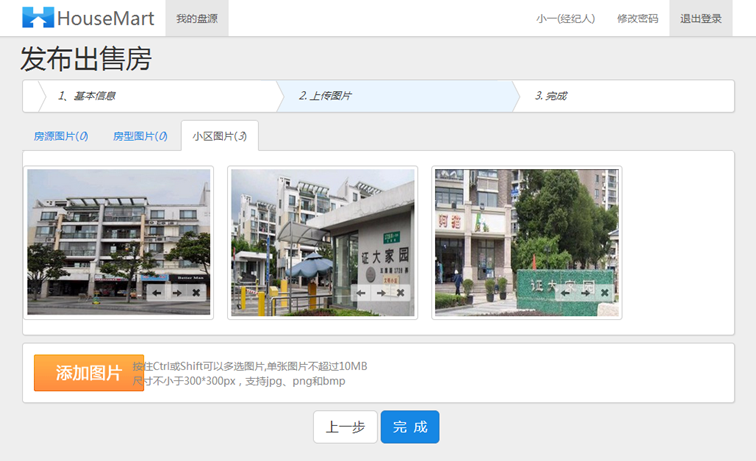 HouseMart
我的盘源
小一(经纪人)
修改密码
退出登录
发布出售房
1、基本信息
2. 上传图片
3. 完成
房源图片(0)
房型图片(0)
小区图片(3)
证大家园
证大家园
添加图片
按住Ctrl或Shift可以多选图片,单张图片不超过10MB
尺寸不小于300*300px，支持jpg、png和bmp
上一步
完 成